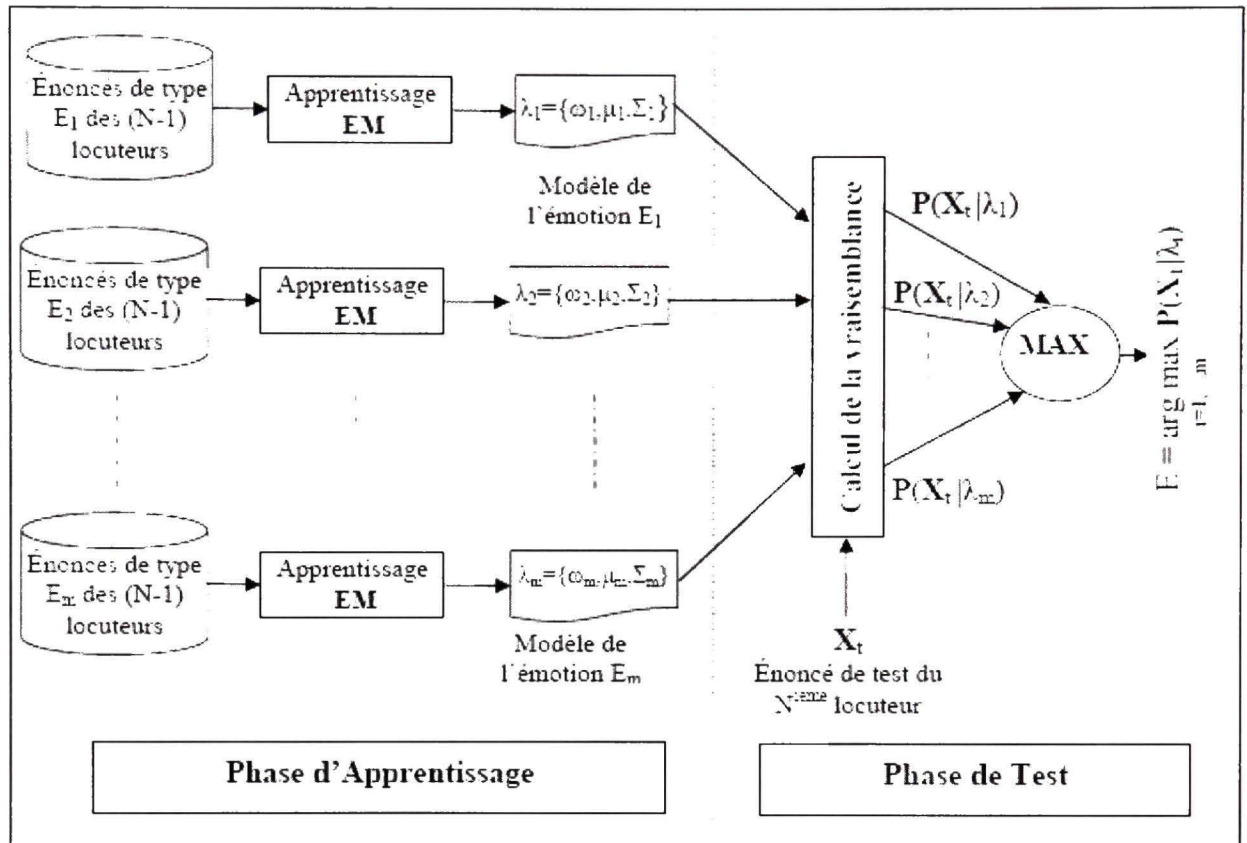 Énoncés de type
E₁ des (N-1)
locuteurs
Apprentissage
EM
λ₁={ω₁,μ₁,Σ₁}
Modèle de
l'émotion E₁
Énoncés de type
E₂ des (N-1)
locuteurs
Apprentissage
EM
λ₂={ω₂,μ₂,Σ₂}
Énoncés de type
Eₘ des (N-1)
locuteurs
Apprentissage
EM
λₘ={ωₘ,μₘ,Σₘ}
Modèle de
l'émotion Eₘ
Calcul de la vraisemblance
P(Xₜ|λ₁)
P(Xₜ|λ₂)
P(Xₜ|λₘ)
MAX
E = arg max P(X₁|λᵢ)
i=1, m
Xₜ
Énoncé de test du
Nᶦᵉᵐᵉ locuteur
Phase d'Apprentissage
Phase de Test